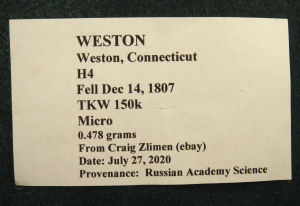 WESTON
Weston, Connecticut
H4
Fell Dec 14, 1807
TKW 150k
Micro
0.478 grams
From Craig Zlimen (ebay)
Date: July 27, 2020
Provenance: Russian Academy Science